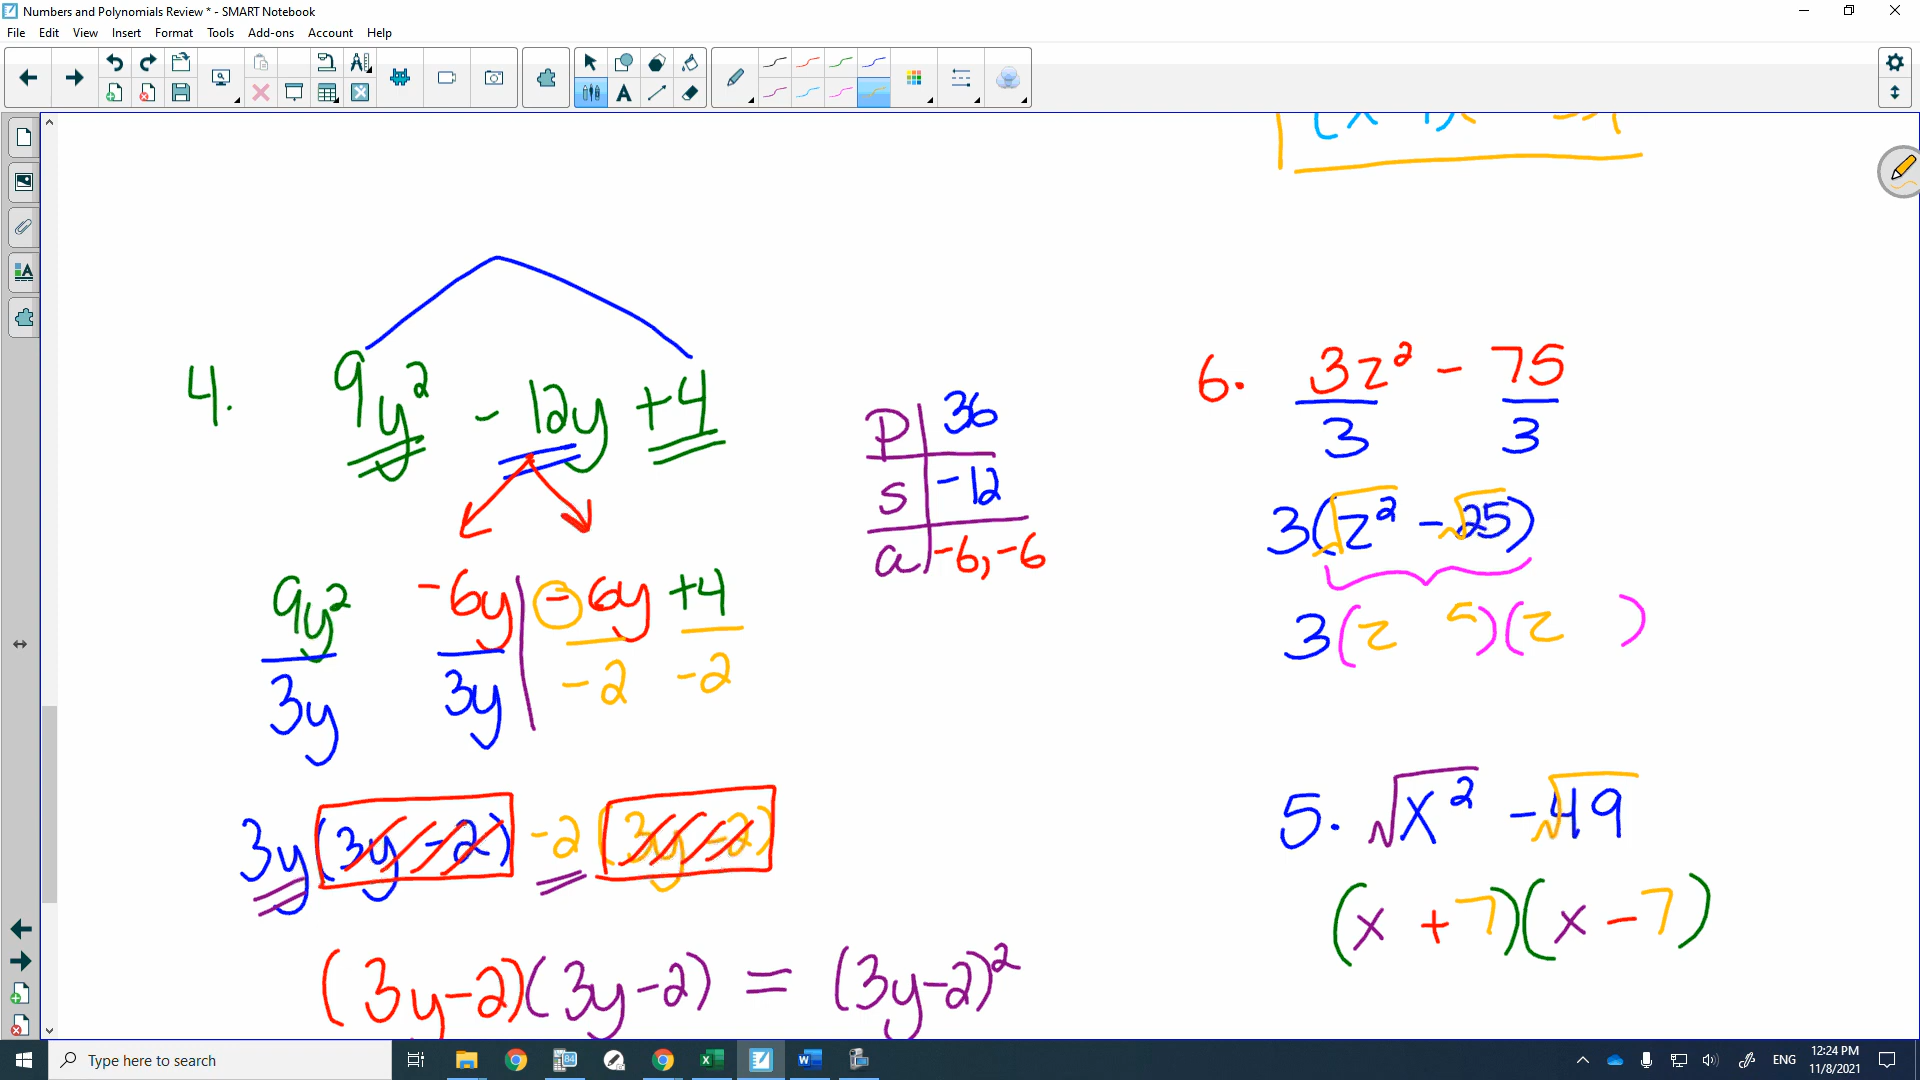 Numbers and Polynomials Review * - SMART Notebook
File Edit View Insert Format Tools Add-ons Account Help
4. 9y² - 12y + 4
P 36
S -12
a -6, -6
9y² -6y | - 6y +4
3y 3y -2 -2
3y (3y - 2) -2 (3y - 2)
(3y - 2)(3y - 2) = (3y - 2)²
6. 3z² - 75
3 3
3(√z² - √25)
3(z 5)(z )
5. √x² - √49
(x + 7)(x - 7)
Type here to search
84
ENG
12:24 PM
11/8/2021